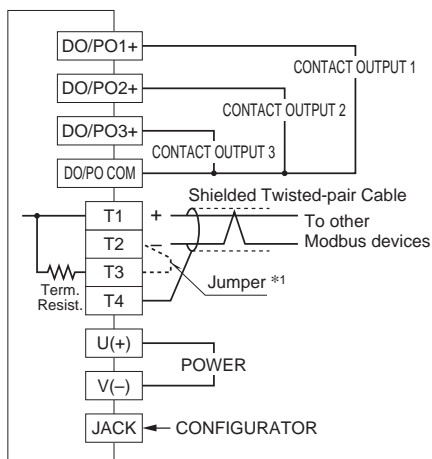 DO/PO1+
CONTACT OUTPUT 1
DO/PO2+
CONTACT OUTPUT 2
DO/PO3+
CONTACT OUTPUT 3
DO/PO COM
Shielded Twisted-pair Cable
T1 +
To other
Modbus devices
T2 –
T3
Jumper *1
Term.
Resist.
T4
U(+)
POWER
V(–)
JACK
CONFIGURATOR